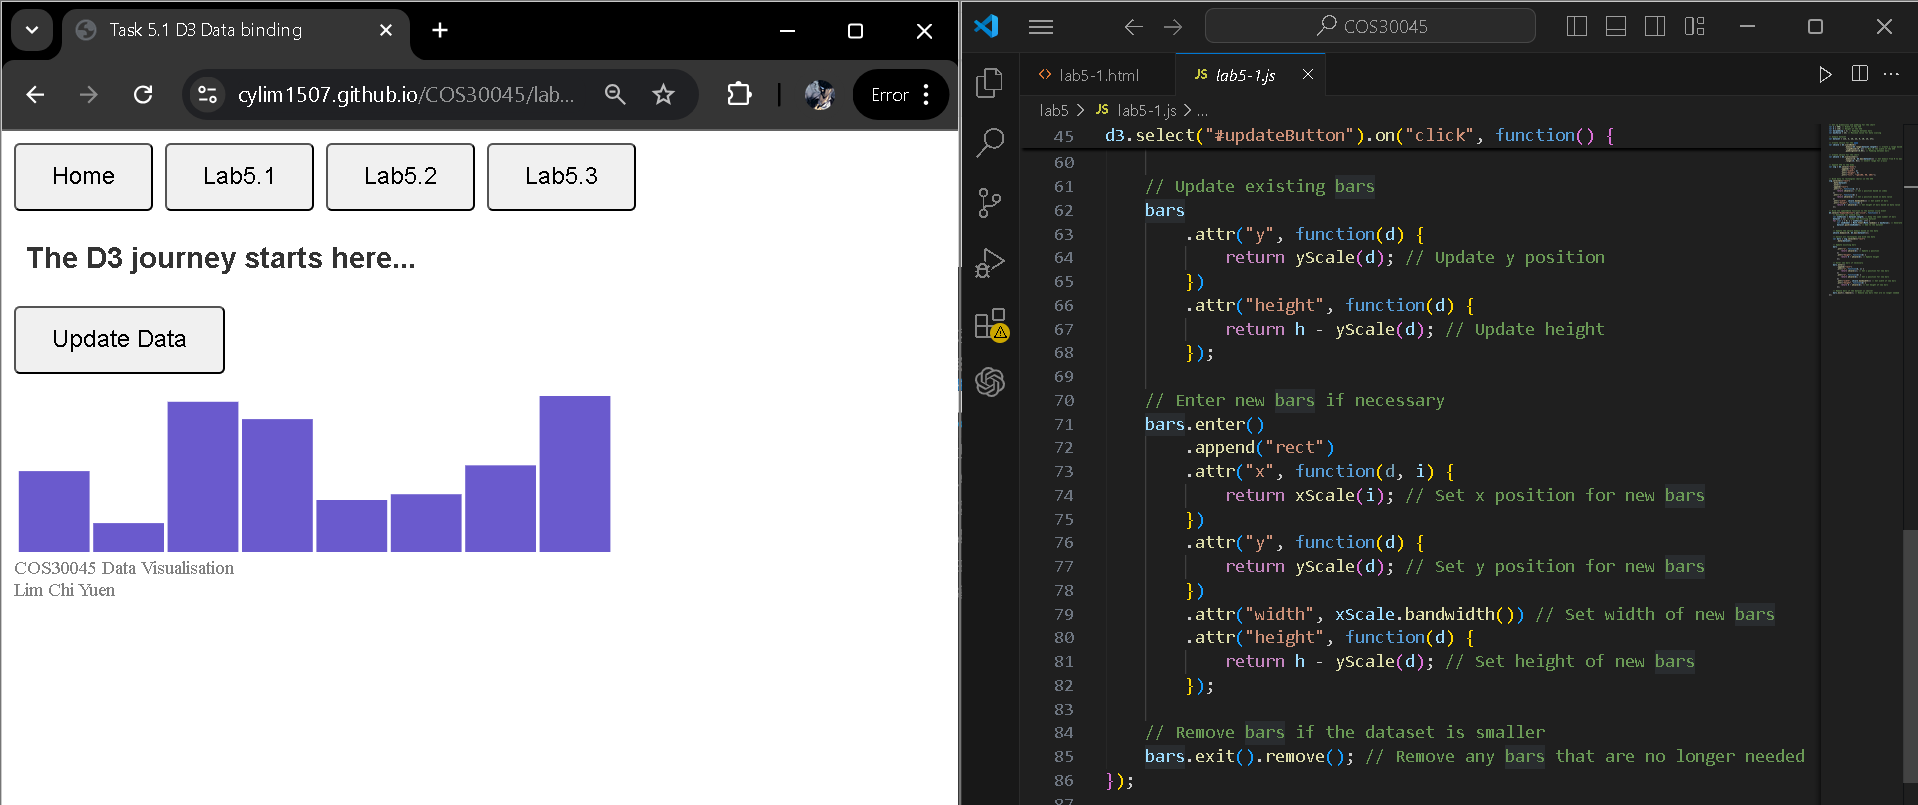 Task 5.1 D3 Data binding
cylim1507.github.io/COS30045/lab...
Error
Home
Lab5.1
Lab5.2
Lab5.3
The D3 journey starts here...
Update Data
COS30045 Data Visualisation
Lim Chi Yuen
COS30045
lab5-1.html
JS lab5-1.js
lab5 > JS lab5-1.js > ...
45 d3.select("#updateButton").on("click", function() {
60
61 // Update existing bars
62 bars
63 .attr("y", function(d) {
64 return yScale(d); // Update y position
65 })
66 .attr("height", function(d) {
67 return h - yScale(d); // Update height
68 });
69
70 // Enter new bars if necessary
71 bars.enter()
72 .append("rect")
73 .attr("x", function(d, i) {
74 return xScale(i); // Set x position for new bars
75 })
76 .attr("y", function(d) {
77 return yScale(d); // Set y position for new bars
78 })
79 .attr("width", xScale.bandwidth()) // Set width of new bars
80 .attr("height", function(d) {
81 return h - yScale(d); // Set height of new bars
82 });
83
84 // Remove bars if the dataset is smaller
85 bars.exit().remove(); // Remove any bars that are no longer needed
86 });
87